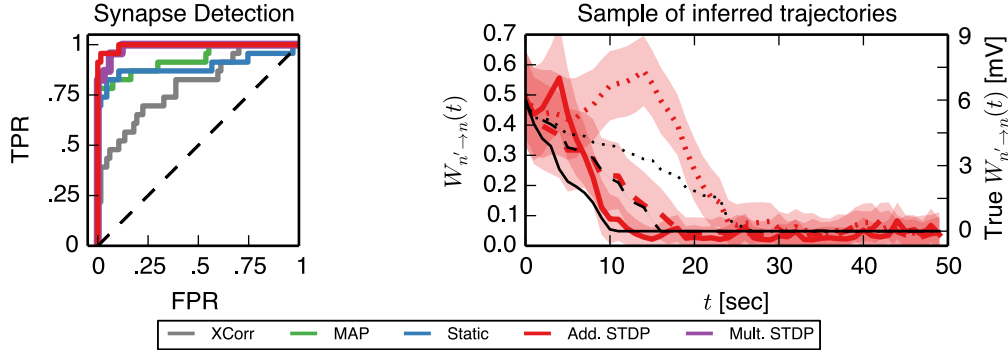 Synapse Detection
1
.75
.5
.25
0
TPR
0 .25 .5 .75 1
FPR
Sample of inferred trajectories
0.7
0.6
0.5
0.4
0.3
0.2
0.1
0.0
W_{n'→n}(t)
9
6
3
0
True W_{n'→n}(t) [mV]
0 10 20 30 40 50
t [sec]
XCorr MAP Static Add. STDP Mult. STDP